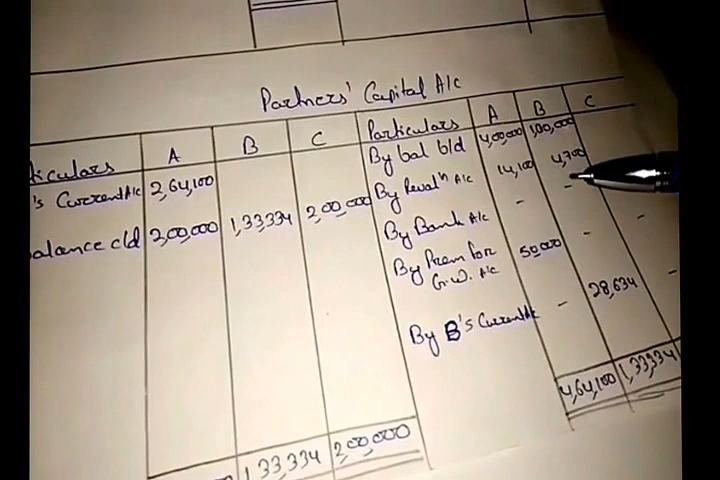 Partners' Capital A/c
ticulars A B C Particulars A B C
's Current A/c 2,64,100 By bal b/d 4,00,000 1,00,000
alance c/d 2,00,000 1,33,334 2,00,000 By Reval'n A/c 14,100 4,700
By Bank A/c - -
By Prem for G.W. A/c 50,000 - -
By B's Current A/c - 28,634 -
1,33,334 2,00,000 4,64,100 1,33,334